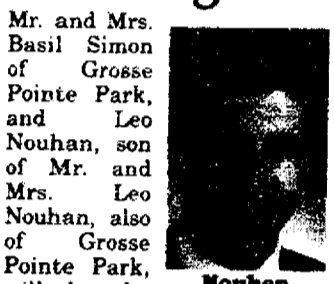 Mr. and Mrs.
Basil Simon
of Grosse
Pointe Park,
and Leo
Nouhan, son
of Mr. and
Mrs. Leo
Nouhan, also
of Grosse
Pointe Park,
Nouhan